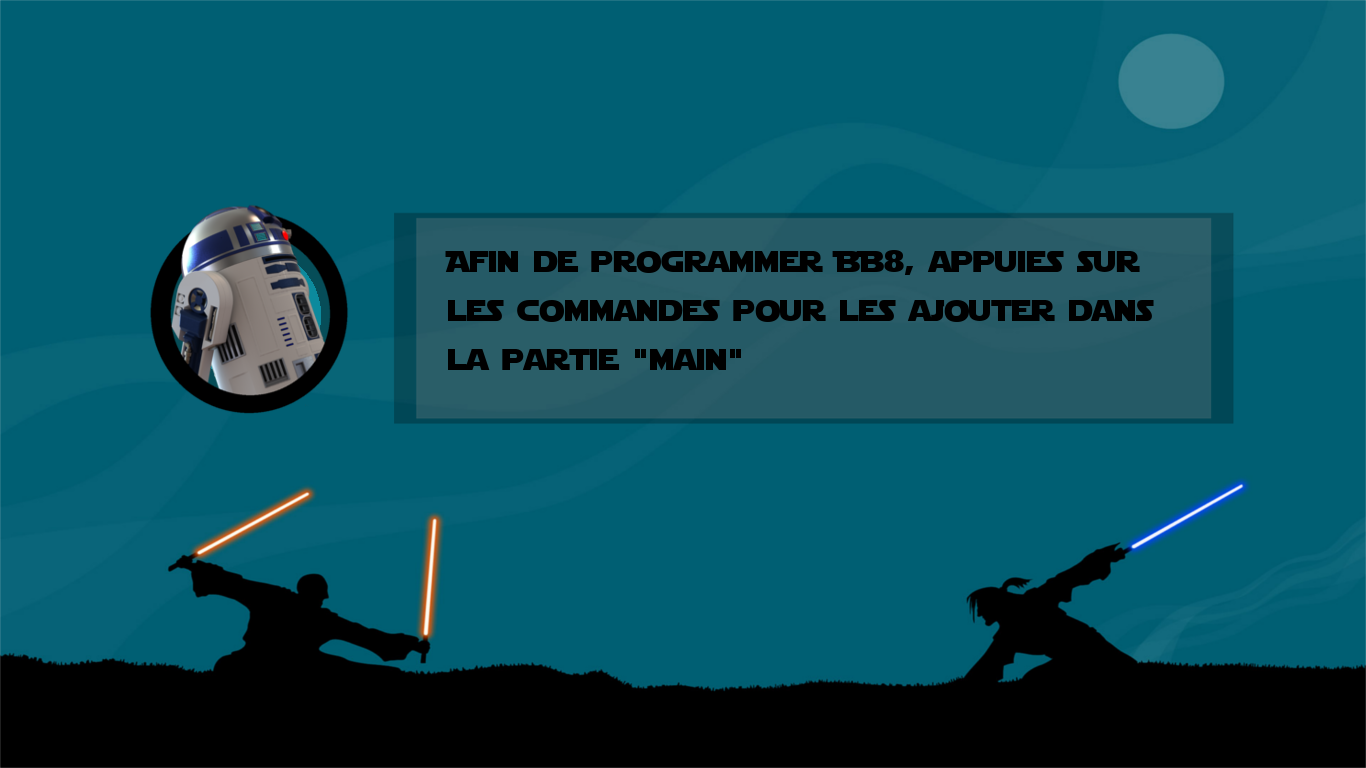 Afin de programmer BB8, appuies sur
les commandes pour les ajouter dans
la partie "main"